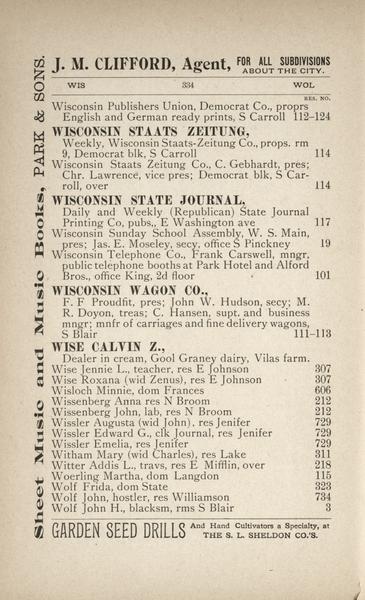 J. M. CLIFFORD, Agent, FOR ALL SUBDIVISIONS ABOUT THE CITY.
WIS 334 WOL
RES. NO.
Wisconsin Publishers Union, Democrat Co., proprs
English and German ready prints, S Carroll 112-124
WISCONSIN STAATS ZEITUNG,
Weekly, Wisconsin Staats-Zeitung Co., props. rm
9, Democrat blk, S Carroll 114
Wisconsin Staats Zeitung Co., C. Gebhardt, pres;
Chr. Lawrence, vice pres; Democrat blk, S Car-
roll, over 114
WISCONSIN STATE JOURNAL,
Daily and Weekly (Republican) State Journal
Printing Co, pubs., E Washington ave 117
Wisconsin Sunday School Assembly, W. S. Main,
pres; Jas. E. Moseley, secy, office S Pinckney 19
Wisconsin Telephone Co., Frank Carswell, mngr,
public telephone booths at Park Hotel and Alford
Bros., office King, 2d floor 101
WISCONSIN WAGON CO.,
F. F Proudfit, pres; John W. Hudson, secy; M.
R. Doyon, treas; C. Hansen, supt. and business
mngr; mnfr of carriages and fine delivery wagons,
S Blair 111-113
WISE CALVIN Z.,
Dealer in cream, Gool Graney dairy, Vilas farm.
Wise Jennie L., teacher, res E Johnson 307
Wise Roxana (wid Zenus), res E Johnson 307
Wisloch Minnie, dom Frances 606
Wissenberg Anna res N Broom 212
Wissenberg John, lab, res N Broom 212
Wissler Augusta (wid John), res Jenifer 729
Wissler Edward G., clk Journal, res Jenifer 729
Wissler Emelia, res Jenifer 729
Witham Mary (wid Charles), res Lake 311
Witter Addis L., travs, res E Mifflin, over 218
Woerling Martha, dom Langdon 115
Wolf Frida, dom State 323
Wolf John, hostler, res Williamson 734
Wolf John H., blacksm, rms S Blair 3
GARDEN SEED DRILLS And Hand Cultivators a Specialty, at THE S. L. SHELDON CO.'S.
Sheet Music and Music Books, PARK & SONS.